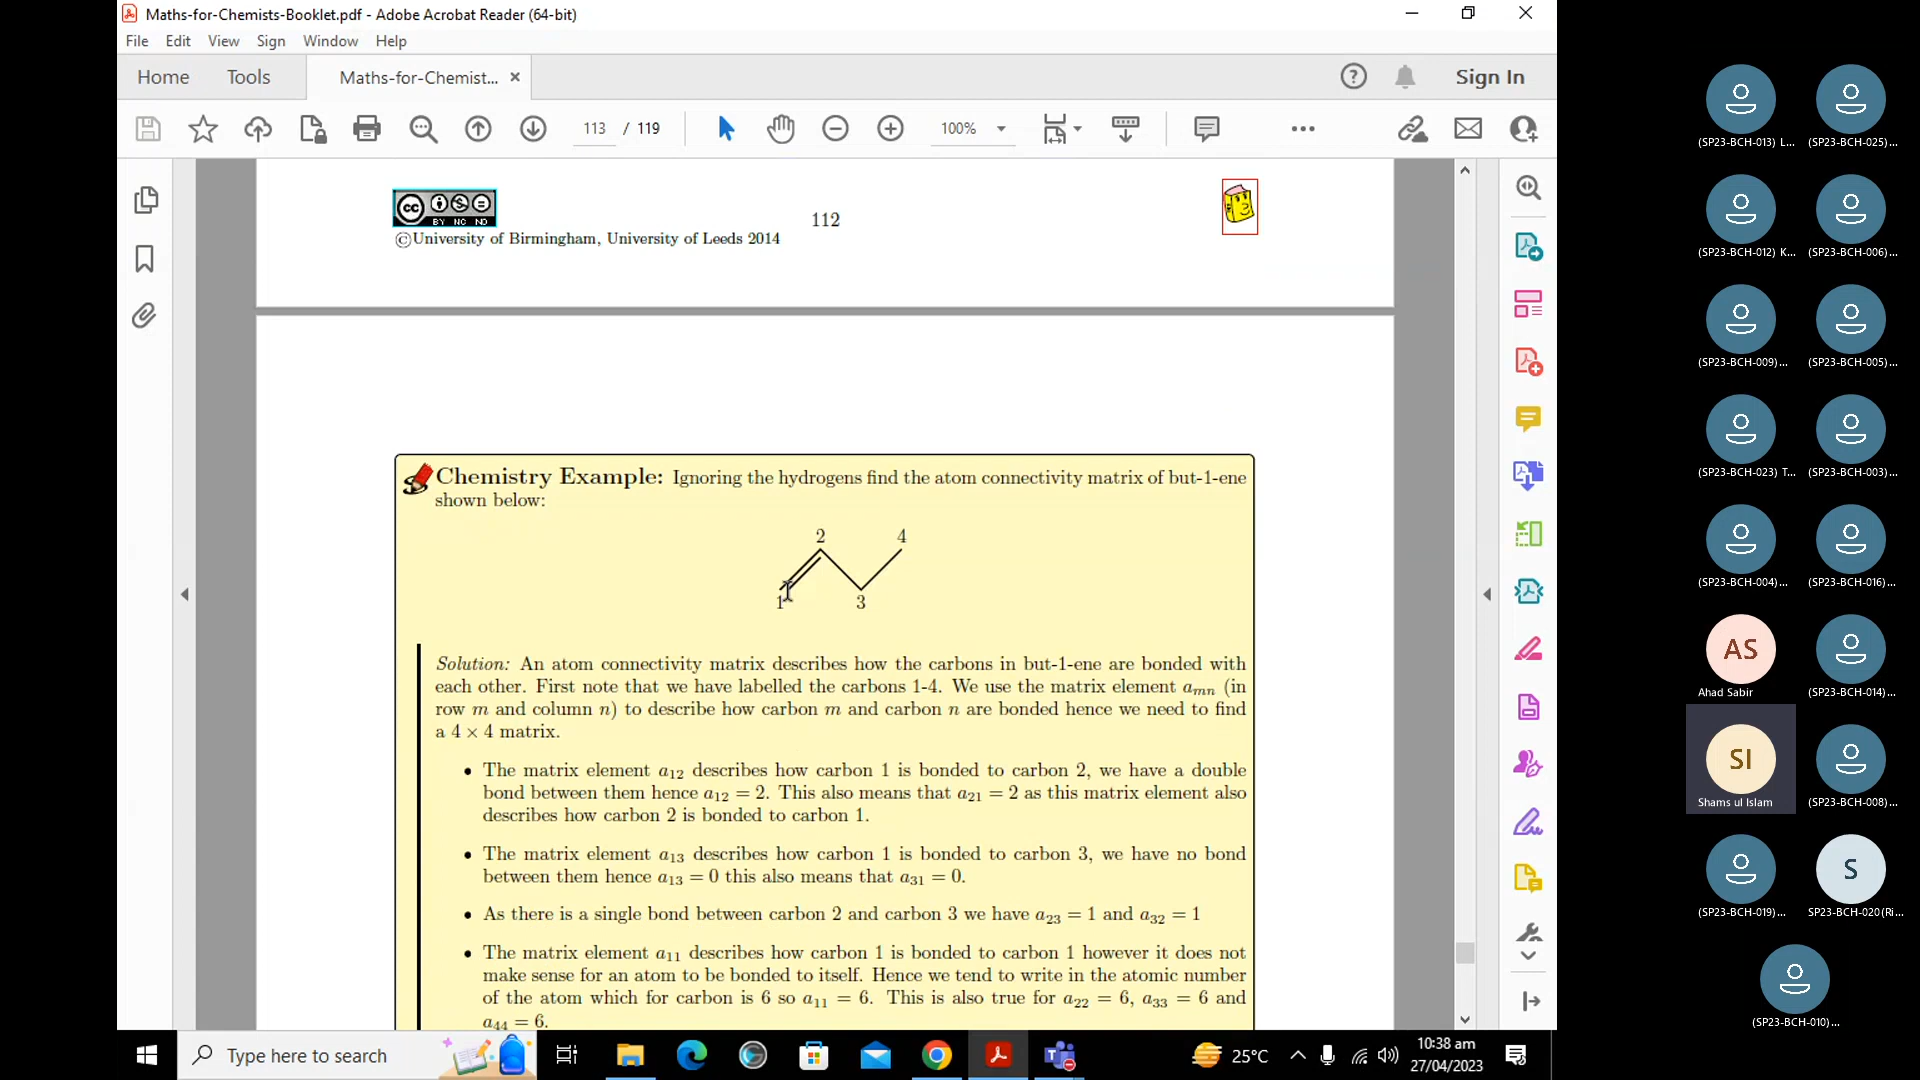 Maths-for-Chemists-Booklet.pdf - Adobe Acrobat Reader (64-bit)
File Edit View Sign Window Help
Home Tools Maths-for-Chemist... × Sign In
113 / 119 100%
BY NC ND
©University of Birmingham, University of Leeds 2014
112
Chemistry Example: Ignoring the hydrogens find the atom connectivity matrix of but-1-ene
shown below:
2 4
1 3
Solution: An atom connectivity matrix describes how the carbons in but-1-ene are bonded with
each other. First note that we have labelled the carbons 1-4. We use the matrix element aₘₙ (in
row m and column n) to describe how carbon m and carbon n are bonded hence we need to find
a 4 × 4 matrix.
• The matrix element a₁₂ describes how carbon 1 is bonded to carbon 2, we have a double
bond between them hence a₁₂ = 2. This also means that a₂₁ = 2 as this matrix element also
describes how carbon 2 is bonded to carbon 1.
• The matrix element a₁₃ describes how carbon 1 is bonded to carbon 3, we have no bond
between them hence a₁₃ = 0 this also means that a₃₁ = 0.
• As there is a single bond between carbon 2 and carbon 3 we have a₂₃ = 1 and a₃₂ = 1
• The matrix element a₁₁ describes how carbon 1 is bonded to carbon 1 however it does not
make sense for an atom to be bonded to itself. Hence we tend to write in the atomic number
of the atom which for carbon is 6 so a₁₁ = 6. This is also true for a₂₂ = 6, a₃₃ = 6 and
a₄₄ = 6.
Type here to search
25°C
10:38 am
27/04/2023
(SP23-BCH-013) L... (SP23-BCH-025)...
(SP23-BCH-012) K... (SP23-BCH-006)...
(SP23-BCH-009)... (SP23-BCH-005)...
(SP23-BCH-023) T... (SP23-BCH-003)...
(SP23-BCH-004)... (SP23-BCH-016)...
AS
Ahad Sabir (SP23-BCH-014)...
SI
Shams ul Islam (SP23-BCH-008)...
S
(SP23-BCH-019)... SP23-BCH-020(Ri...
(SP23-BCH-010)...